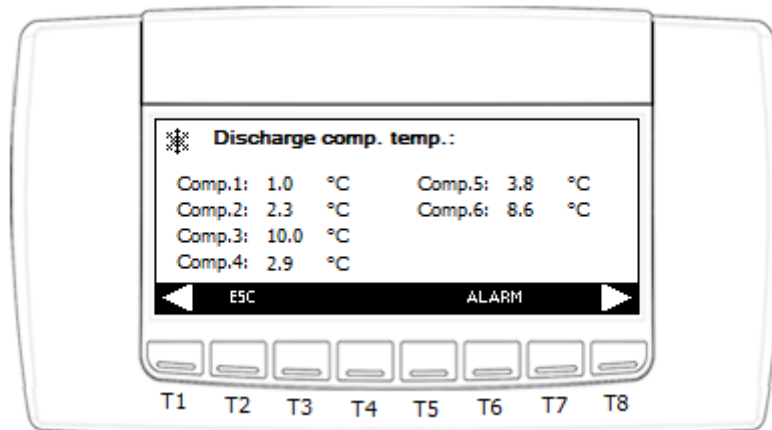 Discharge comp. temp.:
Comp.1: 1.0 °C Comp.5: 3.8 °C
Comp.2: 2.3 °C Comp.6: 8.6 °C
Comp.3: 10.0 °C
Comp.4: 2.9 °C
ESC ALARM
T1 T2 T3 T4 T5 T6 T7 T8